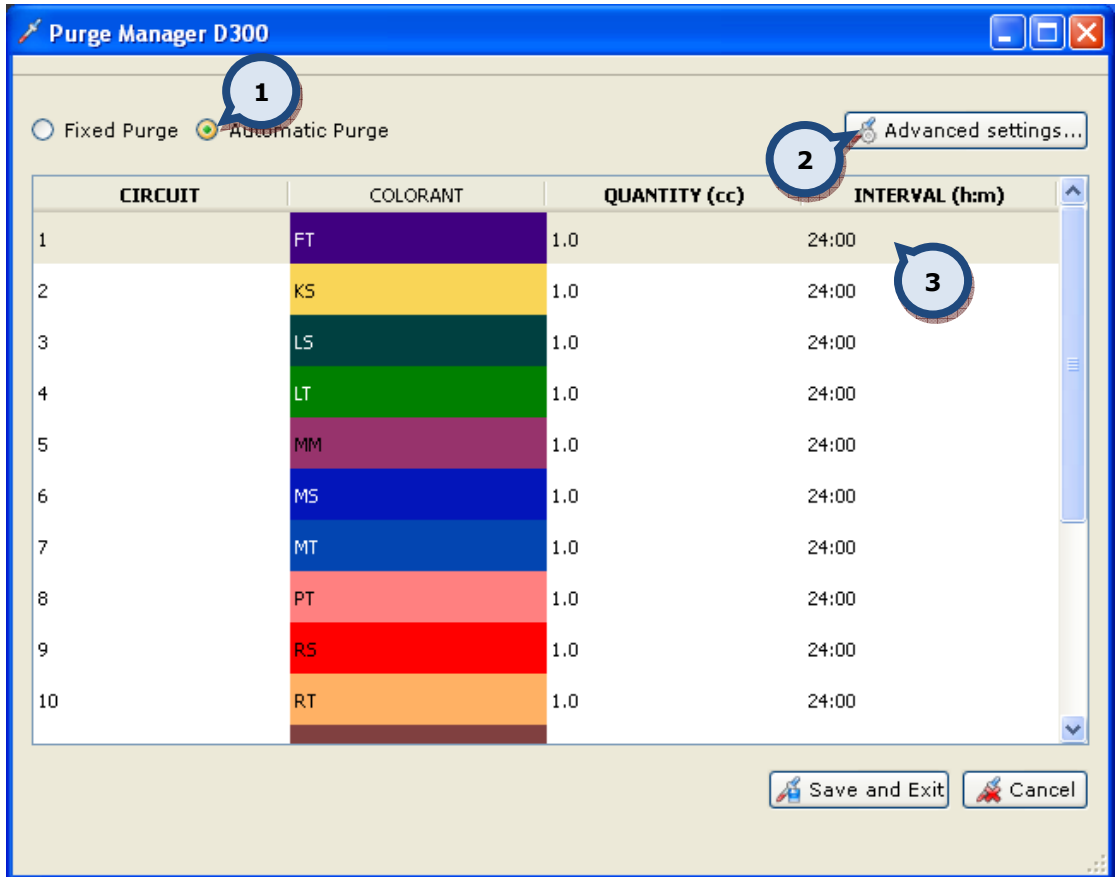 Purge Manager D300
1
Fixed Purge Automatic Purge
Advanced settings...
2
CIRCUIT COLORANT QUANTITY (cc) INTERVAL (h:m)
1 FT 1.0 24:00
3
2 KS 1.0 24:00
3 LS 1.0 24:00
4 LT 1.0 24:00
5 MM 1.0 24:00
6 MS 1.0 24:00
7 MT 1.0 24:00
8 PT 1.0 24:00
9 RS 1.0 24:00
10 RT 1.0 24:00
Save and Exit Cancel